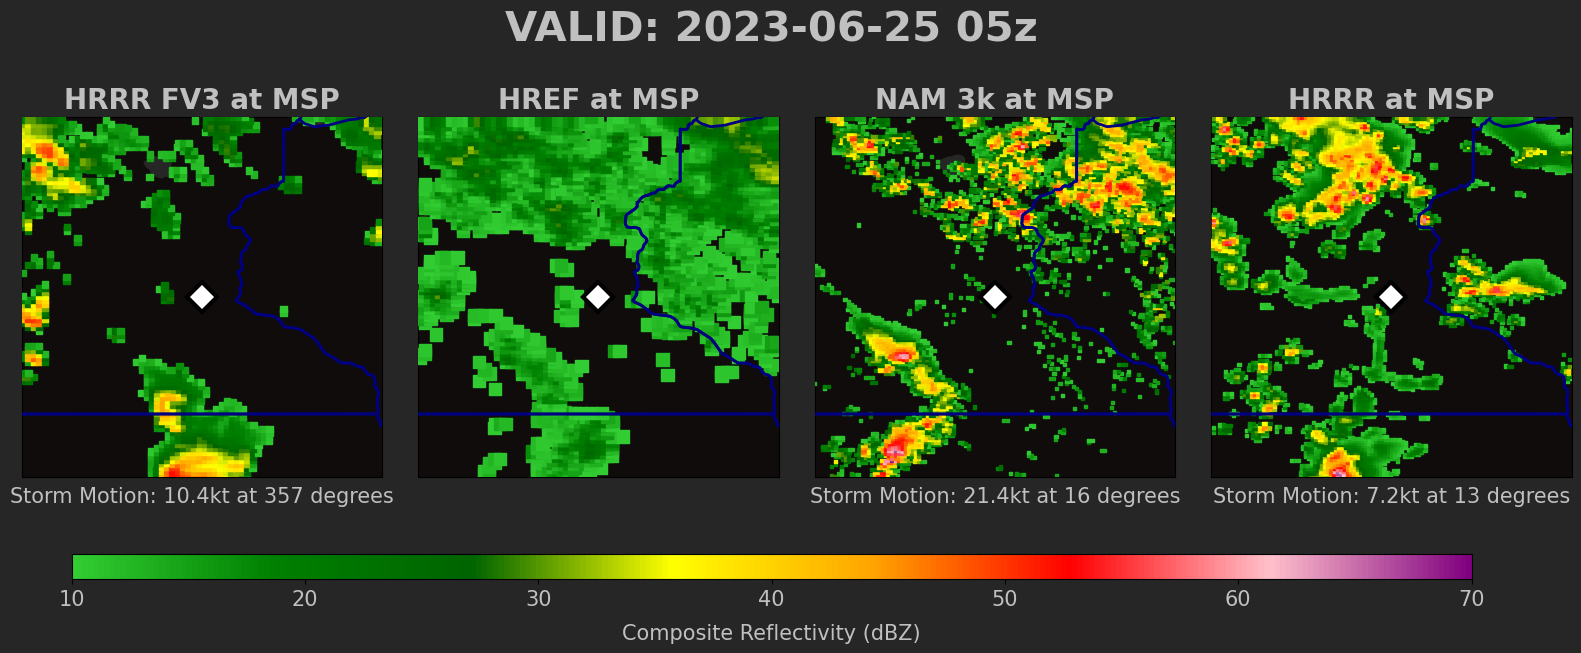 VALID: 2023-06-25 05z
HRRR FV3 at MSP
HREF at MSP
NAM 3k at MSP
HRRR at MSP
Storm Motion: 10.4kt at 357 degrees
Storm Motion: 21.4kt at 16 degrees
Storm Motion: 7.2kt at 13 degrees
10 20 30 40 50 60 70
Composite Reflectivity (dBZ)